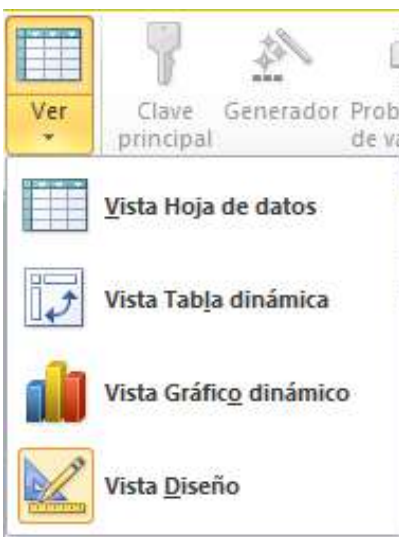 Ver
Clave Generador Prob
principal de va
Vista Hoja de datos
Vista Tabla dinámica
Vista Gráfico dinámico
Vista Diseño